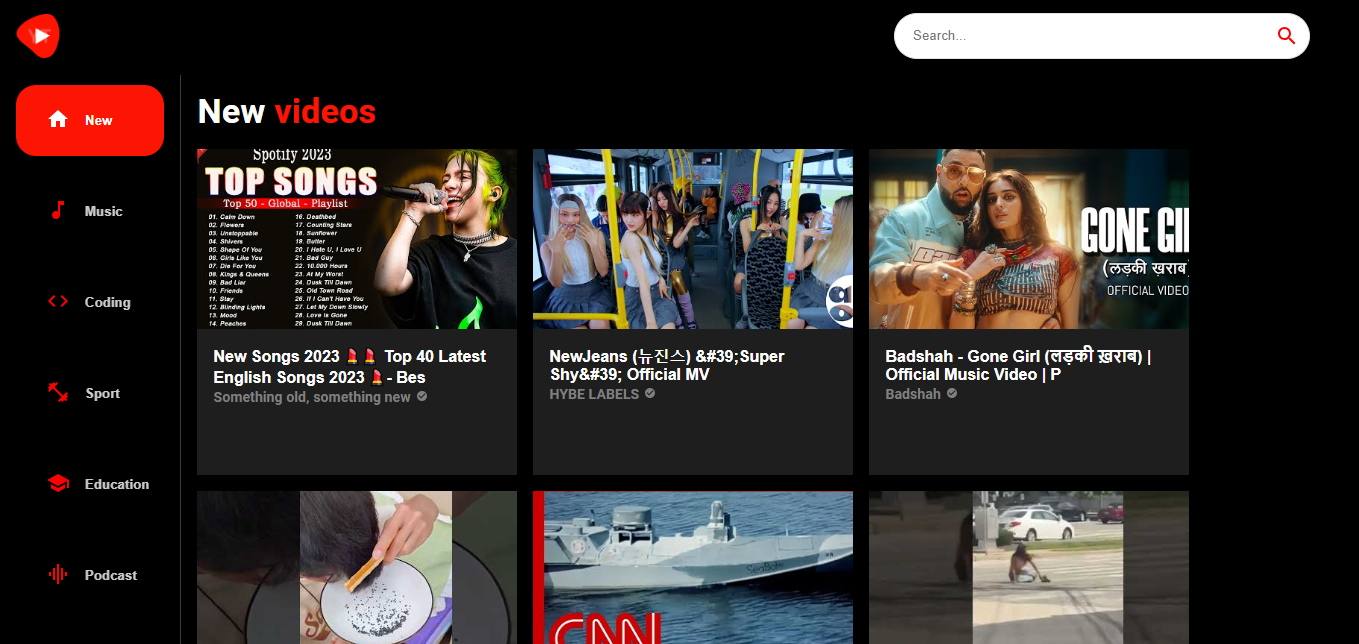 Search...
New
Music
Coding
Sport
Education
Podcast
New videos
Spotify 2023
TOP SONGS
Top 50 - Global - Playlist
01. Calm Down
02. Flowers
03. Unstoppable
04. Shivers
05. Shape Of You
06. Girls Like You
07. Die For You
08. Kings & Queens
09. Bad Liar
10. Friends
11. Stay
12. Blinding Lights
13. Mood
14. Peaches
16. Deathbed
17. Counting Stars
18. Sunflower
19. Butter
20. I Hate U, I Love U
21. Bad Guy
22. 10,000 Hours
23. At My Worst
24. Dusk Till Dawn
25. Old Town Road
26. If I Can't Have You
27. Let Me Down Slowly
28. Love is Gone
29. Dusk Till Dawn
New Songs 2023 💄💄 Top 40 Latest
English Songs 2023 💄- Bes
Something old, something new
a
NewJeans (뉴진스) &#39;Super
Shy&#39; Official MV
HYBE LABELS
GONE GI
(लड़की ख़राब
OFFICIAL VIDEO
Badshah - Gone Girl (लड़की ख़राब) |
Official Music Video | P
Badshah
SeaBots
CNN